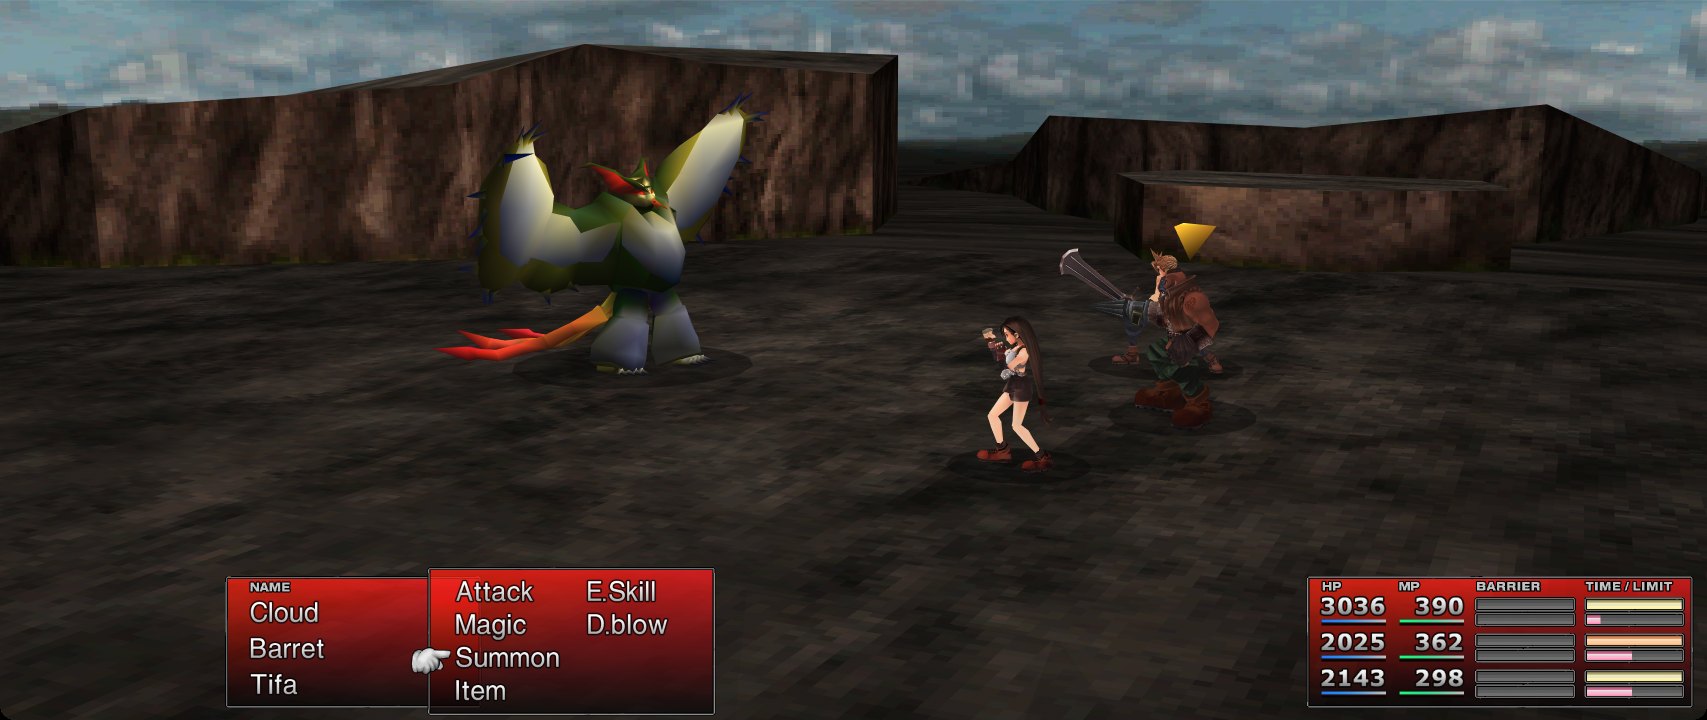 NAME
Cloud
Barret
Tifa
Attack E.Skill
Magic D.blow
Summon
Item
HP MP BARRIER TIME / LIMIT
3036 390
2025 362
2143 298